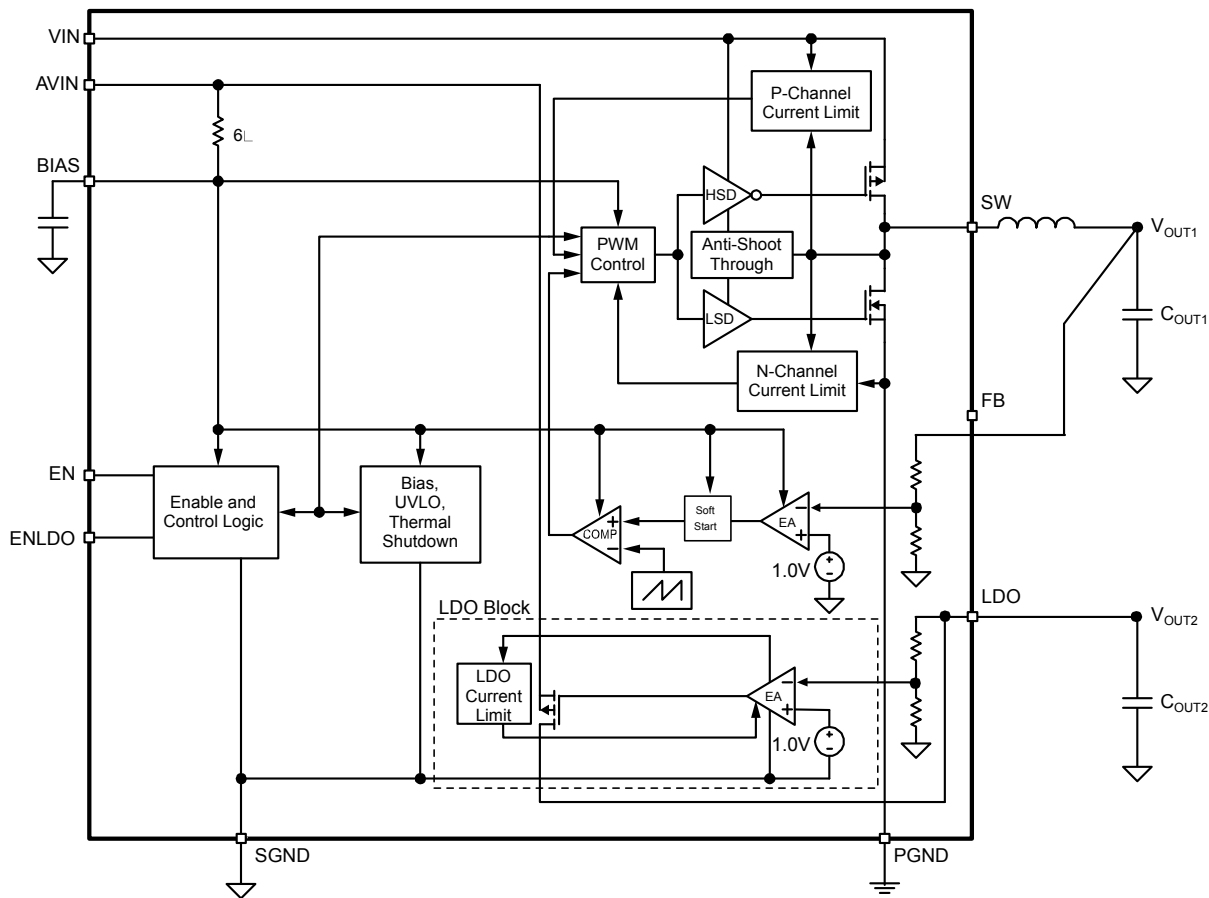 VIN
AVIN
P-Channel
Current Limit
6
BIAS
HSD
SW
PWM
Control
Anti-Shoot
Through
VOUT1
LSD
COUT1
N-Channel
Current Limit
FB
EN
Enable and
Control Logic
ENLDO
Bias,
UVLO,
Thermal
Shutdown
COMP
+
−
Soft
Start
EA
−
+
1.0V
+
−
LDO Block
LDO
VOUT2
LDO
Current
Limit
EA
−
+
1.0V
+
−
COUT2
SGND
PGND